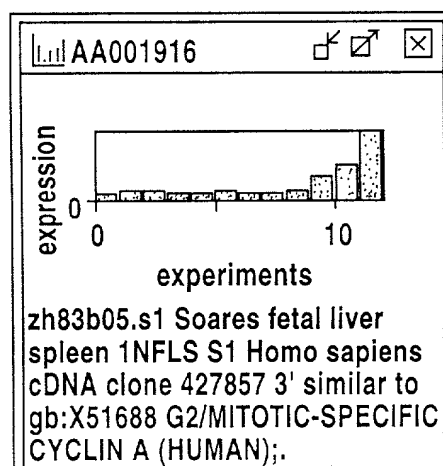 AA001916
expression
0
0
10
experiments
zh83b05.s1 Soares fetal liver
spleen 1NFLS S1 Homo sapiens
cDNA clone 427857 3' similar to
gb:X51688 G2/MITOTIC-SPECIFIC
CYCLIN A (HUMAN);.